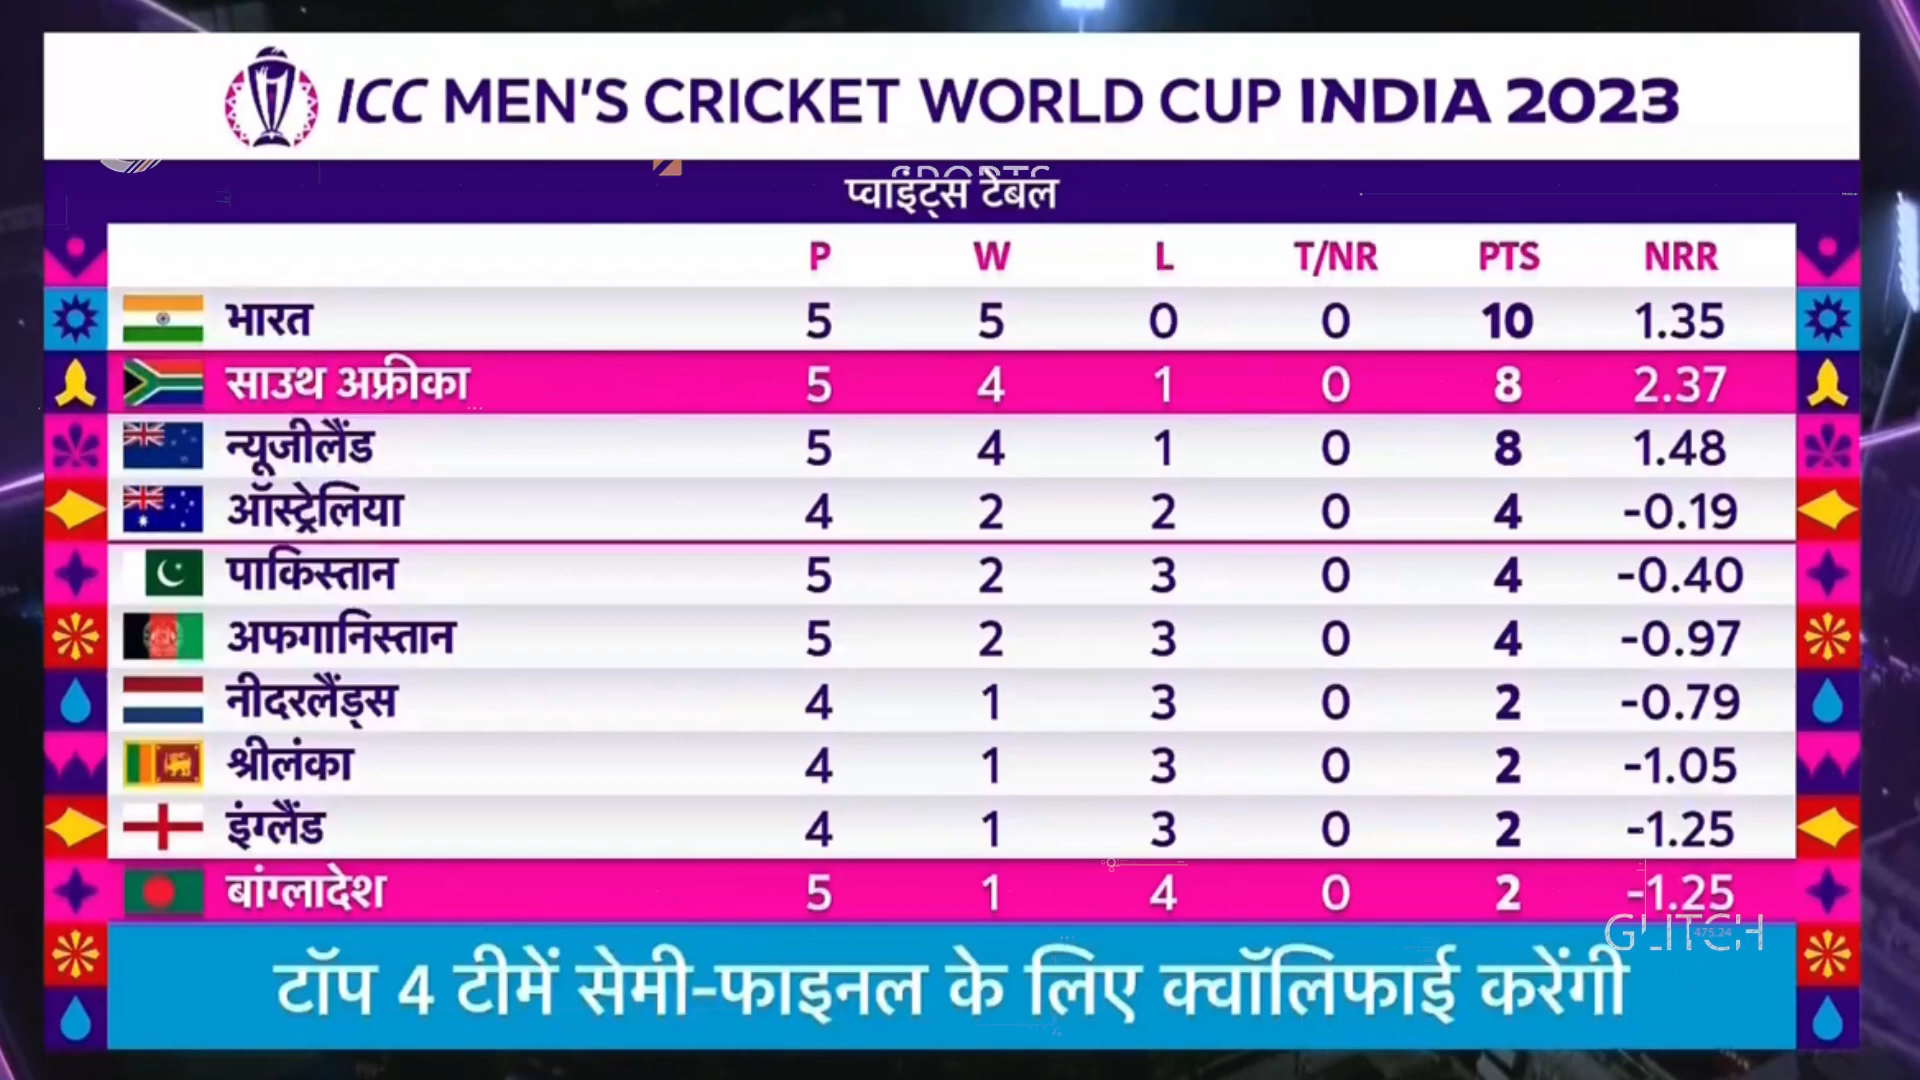 ICC MEN'S CRICKET WORLD CUP INDIA 2023
SPORTS
प्वाइंट्स टेबल
P W L T/NR PTS NRR
भारत 5 5 0 0 10 1.35
साउथ अफ्रीका 5 4 1 0 8 2.37
न्यूजीलैंड 5 4 1 0 8 1.48
ऑस्ट्रेलिया 4 2 2 0 4 -0.19
पाकिस्तान 5 2 3 0 4 -0.40
अफगानिस्तान 5 2 3 0 4 -0.97
नीदरलैंड्स 4 1 3 0 2 -0.79
श्रीलंका 4 1 3 0 2 -1.05
इंग्लैंड 4 1 3 0 2 -1.25
बांग्लादेश 5 1 4 0 2 -1.25
GLITCH
475.24
टॉप 4 टीमें सेमी-फाइनल के लिए क्वॉलिफाई करेंगी